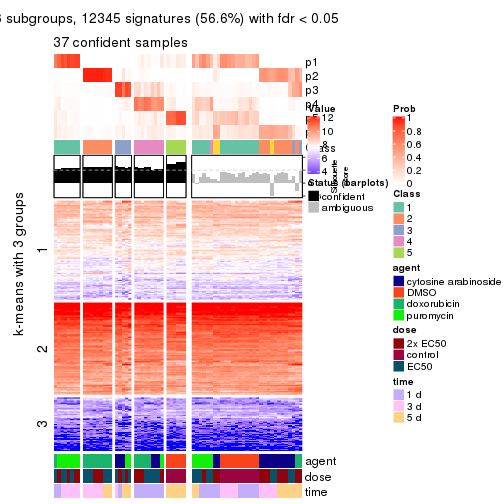 subgroups, 12345 signatures (56.6%) with fdr < 0.05
37 confident samples
p1
p2
p3
p4
k-means with 3 groups
1
2
3
Value
12
10
8
6
4
Silhouette
score
Status (barplots)
confident
ambiguous
Prob
1
0.8
0.6
0.4
0.2
0
Class
1
2
3
4
5
agent
cytosine arabinoside
DMSO
doxorubicin
puromycin
dose
2x EC50
control
EC50
time
1 d
3 d
5 d
agent
dose
time